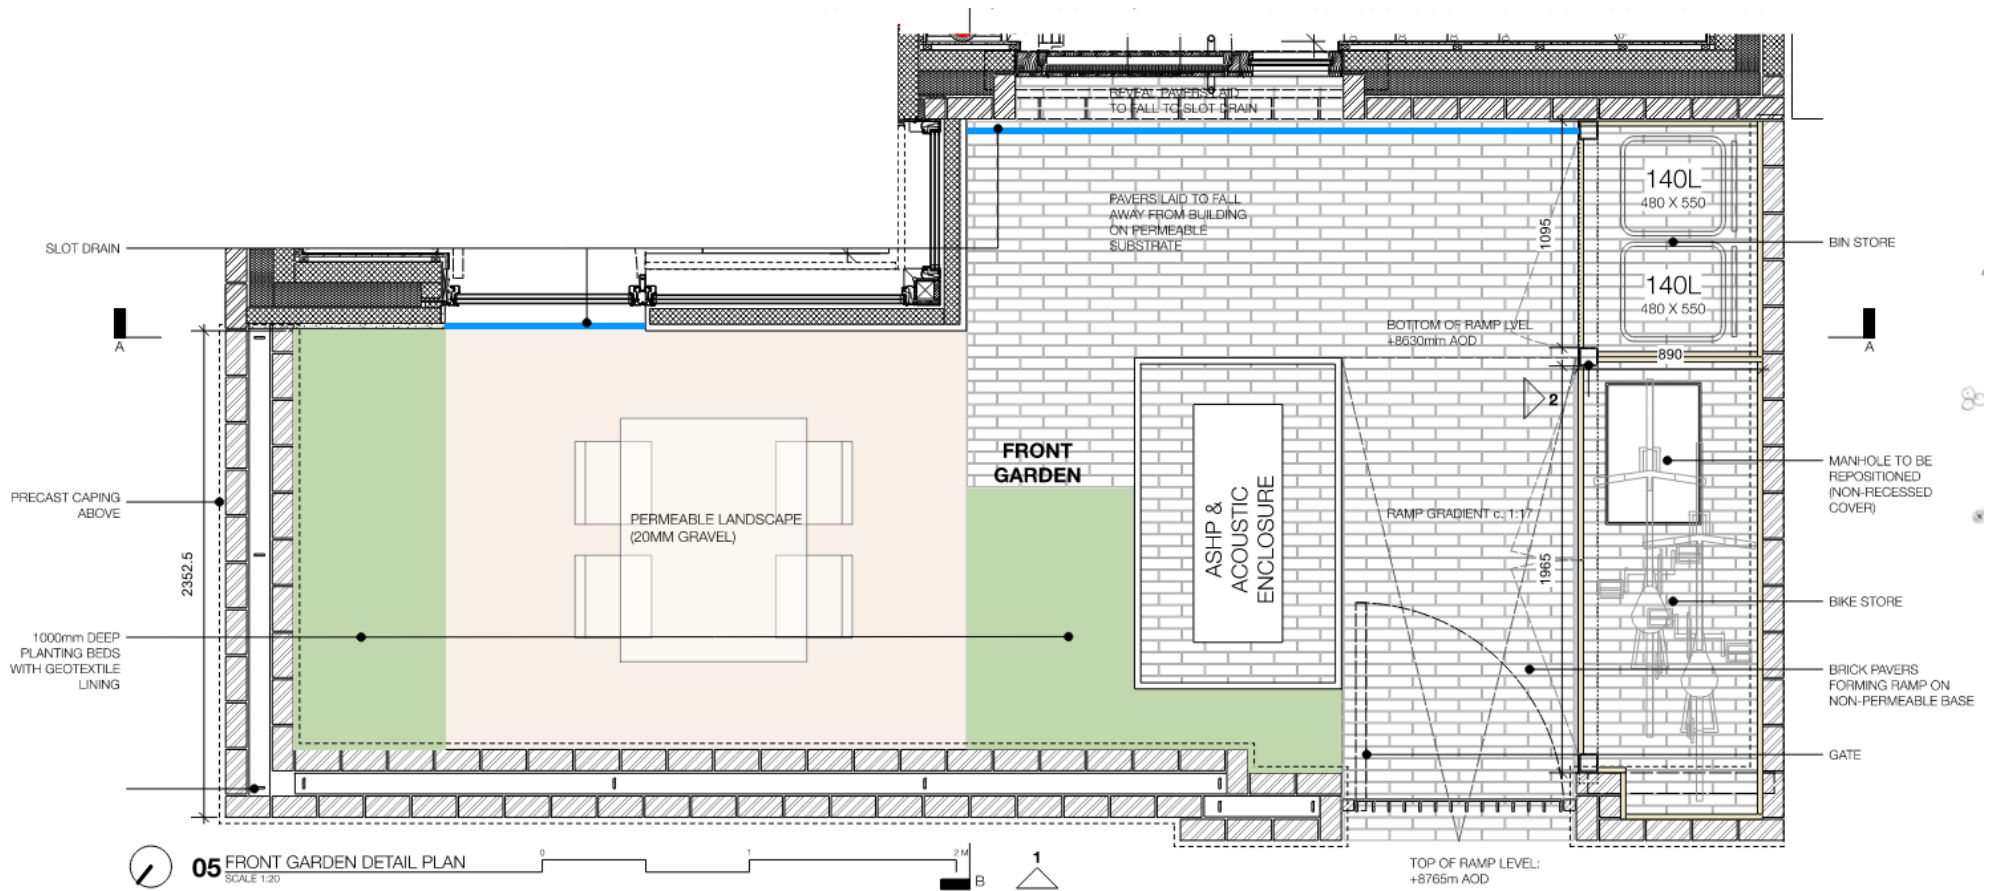 REVEAL PAVERS LAID
TO FALL TO SLOT DRAIN
PAVERS LAID TO FALL
AWAY FROM BUILDING
ON PERMEABLE
SUBSTRATE
SLOT DRAIN
1095
140L
480 X 550
BIN STORE
140L
480 X 550
A
BOTTOM OF RAMP LVEL
+8630mm AOD
890
A
2
FRONT
GARDEN
PRECAST CAPING
ABOVE
PERMEABLE LANDSCAPE
(20MM GRAVEL)
ASHP &
ACOUSTIC
ENCLOSURE
RAMP GRADIENT c. 1:17
MANHOLE TO BE
REPOSITIONED
(NON-RECESSED
COVER)
2352.5
1965
BIKE STORE
1000mm DEEP
PLANTING BEDS
WITH GEOTEXTILE
LINING
BRICK PAVERS
FORMING RAMP ON
NON-PERMEABLE BASE
GATE
05 FRONT GARDEN DETAIL PLAN
SCALE 1:20
0
1
2 M
B
1
TOP OF RAMP LEVEL:
+8765m AOD